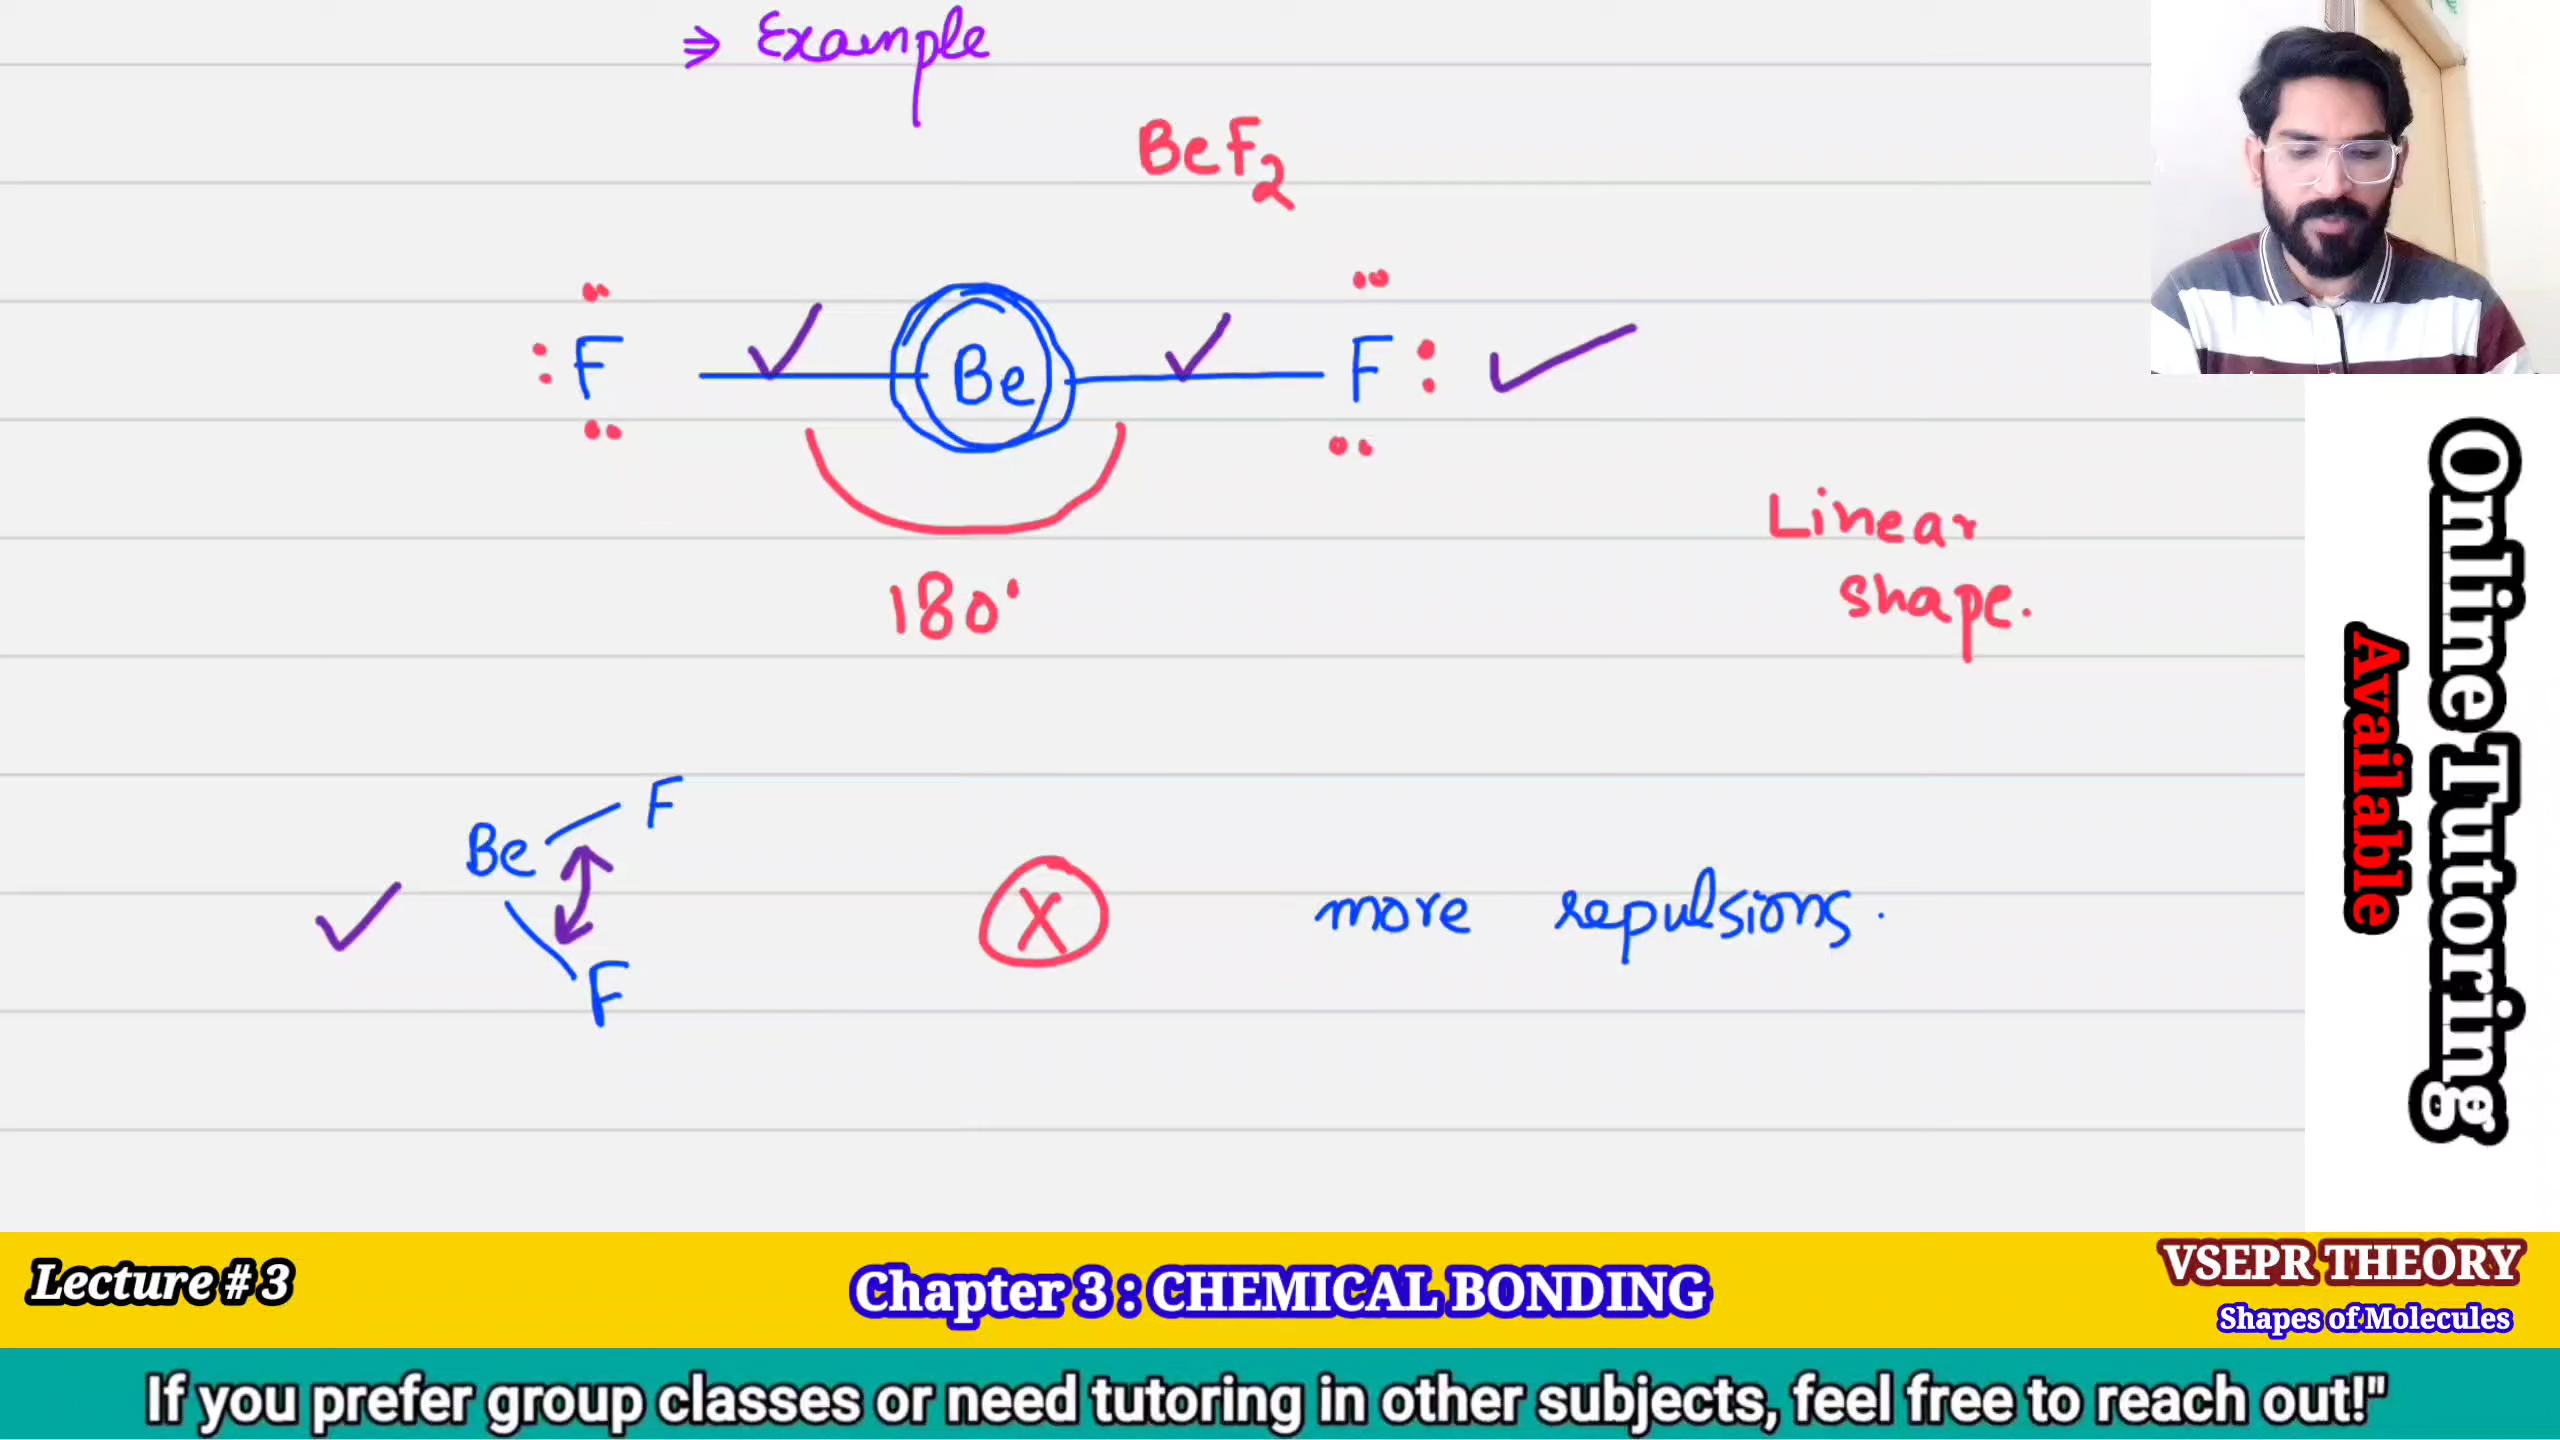 ⇒ Example
BeF₂
:F — Be — F:
180°
Linear
shape.
Be F
F
X more repulsions.
Online Tutoring
Available
Lecture # 3
Chapter 3 : CHEMICAL BONDING
VSEPR THEORY
Shapes of Molecules
If you prefer group classes or need tutoring in other subjects, feel free to reach out!"